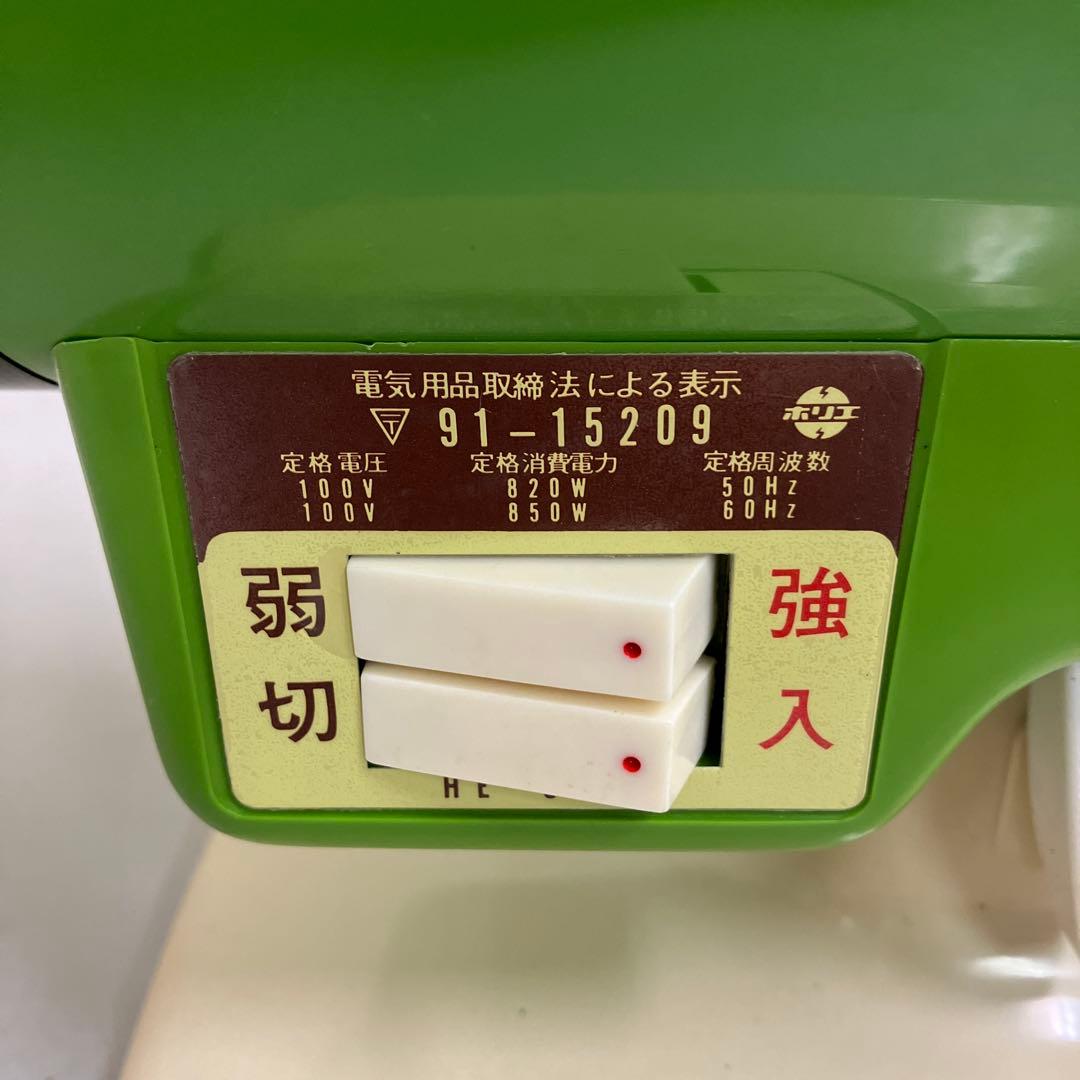 電気用品取締法による表示
〒 91-15209
ホリエ
定格電圧 定格消費電力 定格周波数
100V 820W 50Hz
100V 850W 60Hz
弱 強
切 入
HE